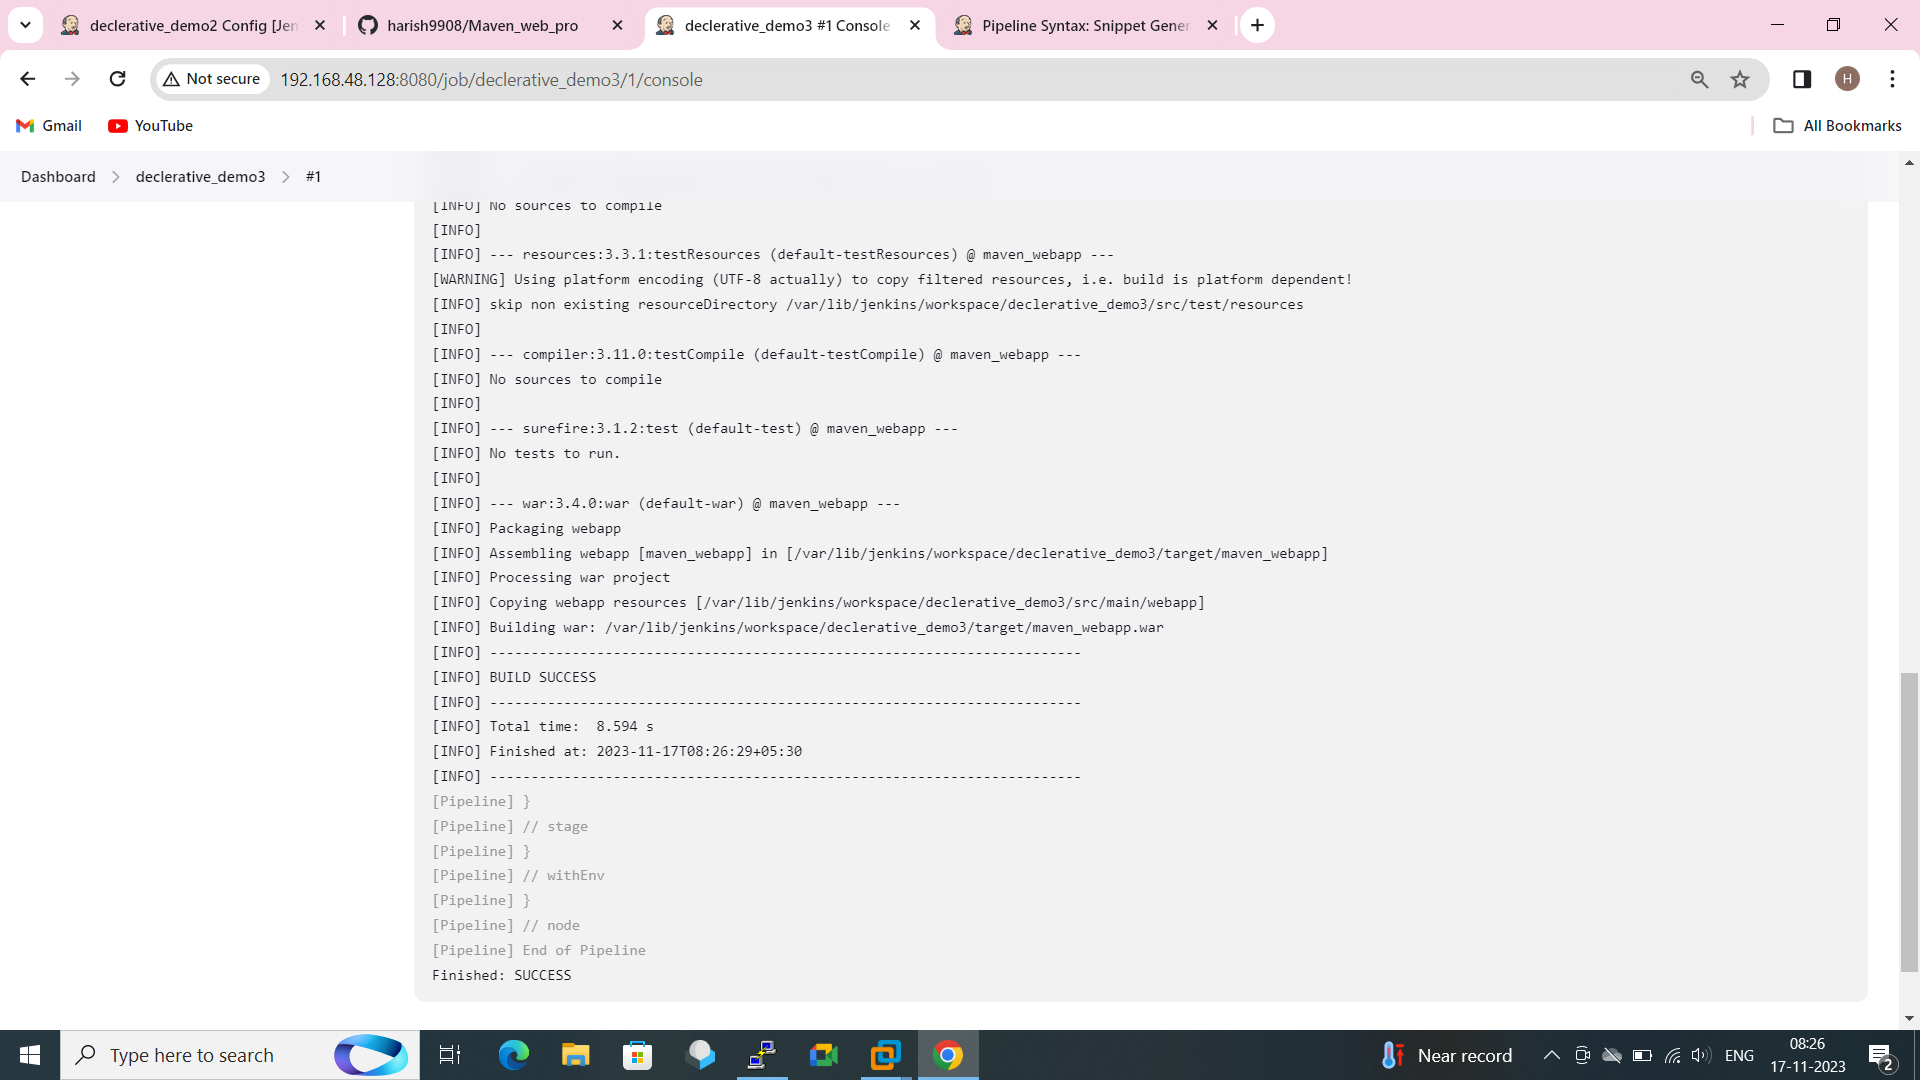 declerative_demo2 Config [Jen
harish9908/Maven_web_pro
declerative_demo3 #1 Console
Pipeline Syntax: Snippet Gener
Not secure
192.168.48.128:8080/job/declerative_demo3/1/console
H
Gmail
YouTube
All Bookmarks
Dashboard
declerative_demo3
#1
[INFO] No sources to compile
[INFO]
[INFO] --- resources:3.3.1:testResources (default-testResources) @ maven_webapp ---
[WARNING] Using platform encoding (UTF-8 actually) to copy filtered resources, i.e. build is platform dependent!
[INFO] skip non existing resourceDirectory /var/lib/jenkins/workspace/declerative_demo3/src/test/resources
[INFO]
[INFO] --- compiler:3.11.0:testCompile (default-testCompile) @ maven_webapp ---
[INFO] No sources to compile
[INFO]
[INFO] --- surefire:3.1.2:test (default-test) @ maven_webapp ---
[INFO] No tests to run.
[INFO]
[INFO] --- war:3.4.0:war (default-war) @ maven_webapp ---
[INFO] Packaging webapp
[INFO] Assembling webapp [maven_webapp] in [/var/lib/jenkins/workspace/declerative_demo3/target/maven_webapp]
[INFO] Processing war project
[INFO] Copying webapp resources [/var/lib/jenkins/workspace/declerative_demo3/src/main/webapp]
[INFO] Building war: /var/lib/jenkins/workspace/declerative_demo3/target/maven_webapp.war
[INFO] ------------------------------------------------------------------------
[INFO] BUILD SUCCESS
[INFO] ------------------------------------------------------------------------
[INFO] Total time:  8.594 s
[INFO] Finished at: 2023-11-17T08:26:29+05:30
[INFO] ------------------------------------------------------------------------
[Pipeline] }
[Pipeline] // stage
[Pipeline] }
[Pipeline] // withEnv
[Pipeline] }
[Pipeline] // node
[Pipeline] End of Pipeline
Finished: SUCCESS
Type here to search
Near record
ENG
08:26
17-11-2023
2